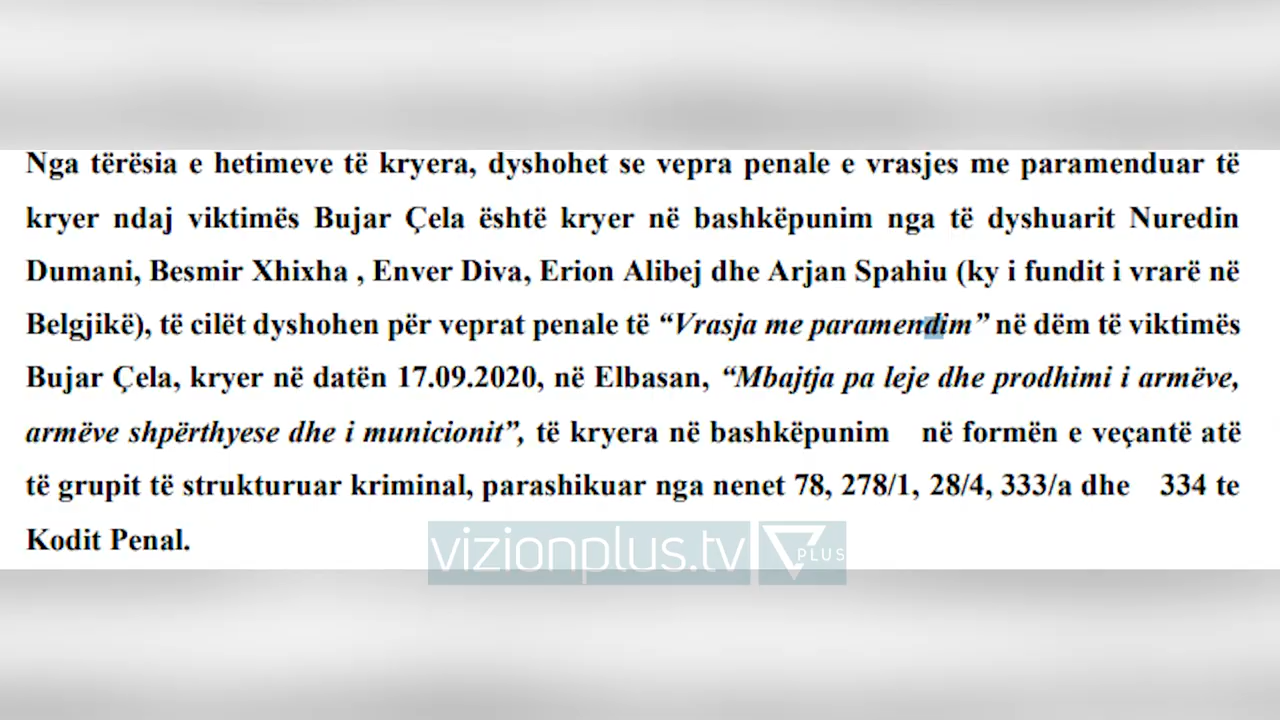 Nga tërësia e hetimeve të kryera, dyshohet se vepra penale e vrasjes me paramenduar të
kryer ndaj viktimës Bujar Çela është kryer në bashkëpunim nga të dyshuarit Nuredin
Dumani, Besmir Xhixha , Enver Diva, Erion Alibej dhe Arjan Spahiu (ky i fundit i vrarë në
Belgjikë), të cilët dyshohen për veprat penale të “Vrasja me paramendim” në dëm të viktimës
Bujar Çela, kryer në datën 17.09.2020, në Elbasan, “Mbajtja pa leje dhe prodhimi i armëve,
armëve shpërthyese dhe i municionit”, të kryera në bashkëpunim në formën e veçantë atë
të grupit të strukturuar kriminal, parashikuar nga nenet 78, 278/1, 28/4, 333/a dhe 334 te
Kodit Penal.
vizionplus.tv PLUS